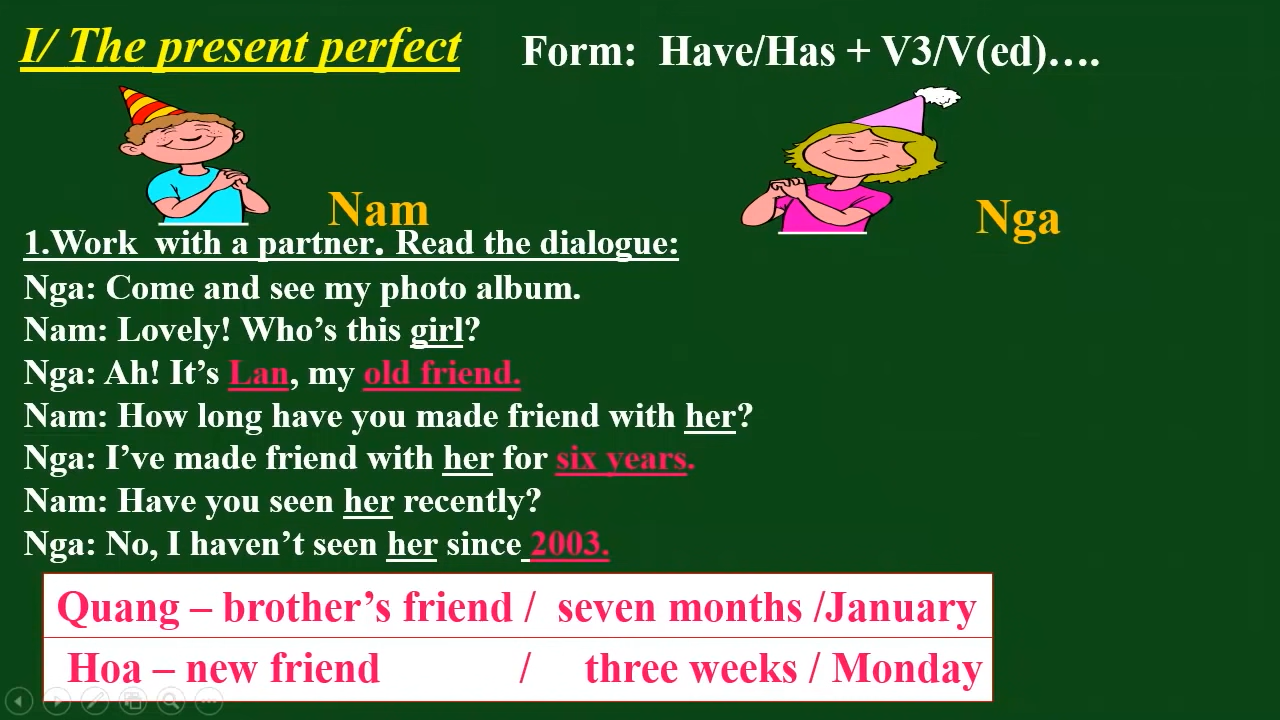 I/ The present perfect
Form: Have/Has + V3/V(ed)….
Nam
Nga
1.Work with a partner. Read the dialogue:
Nga: Come and see my photo album.
Nam: Lovely! Who’s this girl?
Nga: Ah! It’s Lan, my old friend.
Nam: How long have you made friend with her?
Nga: I’ve made friend with her for six years.
Nam: Have you seen her recently?
Nga: No, I haven’t seen her since 2003.
Quang – brother’s friend / seven months /January
Hoa – new friend / three weeks / Monday